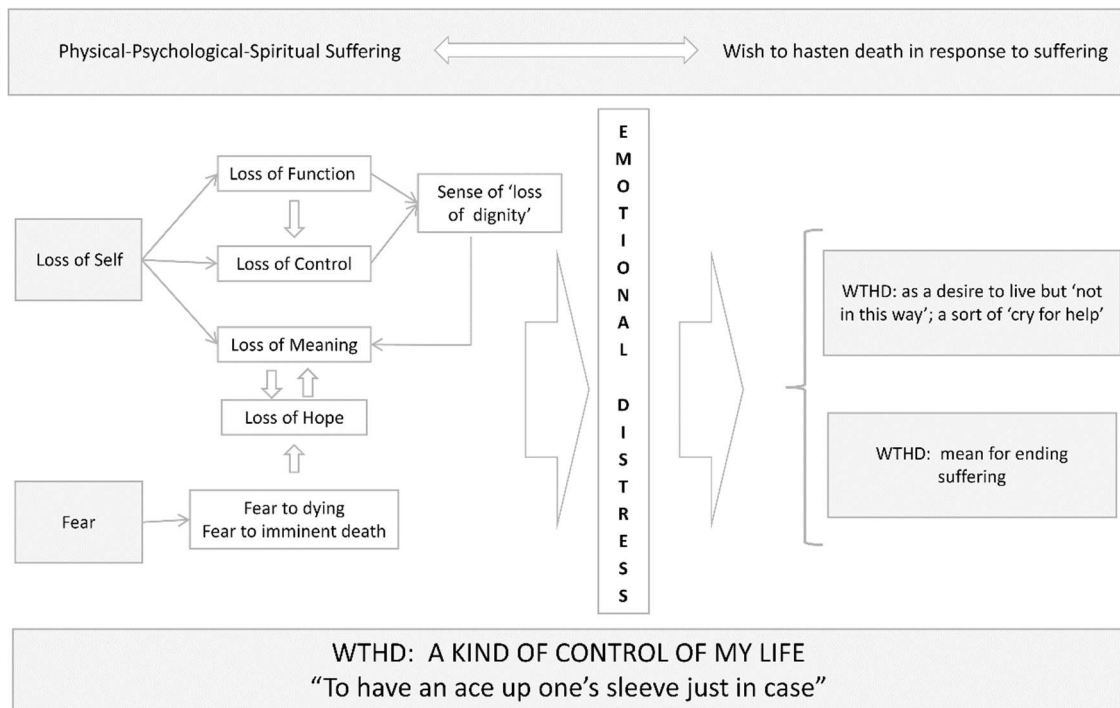 Physical-Psychological-Spiritual Suffering
Wish to hasten death in response to suffering
Loss of Function
Sense of ‘loss
of dignity’
Loss of Self
Loss of Control
Loss of Meaning
Loss of Hope
Fear
Fear to dying
Fear to imminent death
EMOTIONAL DISTRESS
WTHD: as a desire to live but ‘not
in this way’; a sort of ‘cry for help’
WTHD: mean for ending
suffering
WTHD: A KIND OF CONTROL OF MY LIFE
“To have an ace up one’s sleeve just in case”